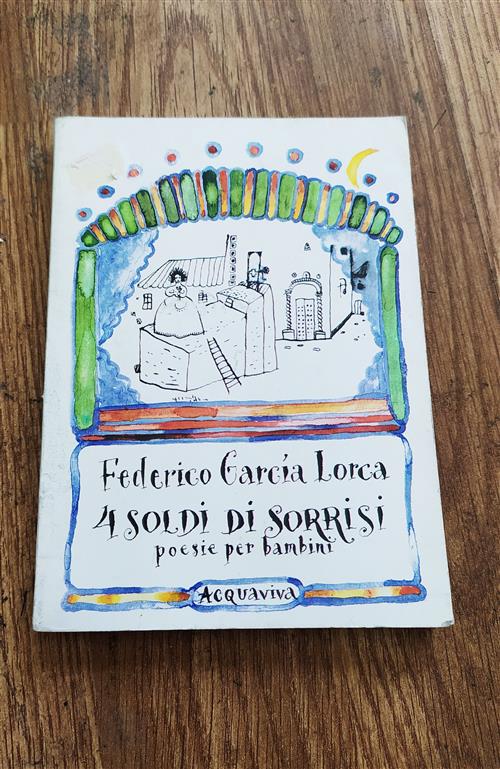 Federico García Lorca
4 SOLDI DI SORRISI
poesie per bambini
ACQUAVIVA